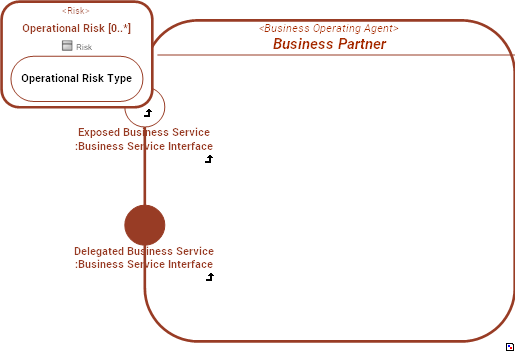 <Risk>
Operational Risk [0..*]
Risk
Operational Risk Type
<Business Operating Agent>
Business Partner
Exposed Business Service
:Business Service Interface
Delegated Business Service
:Business Service Interface